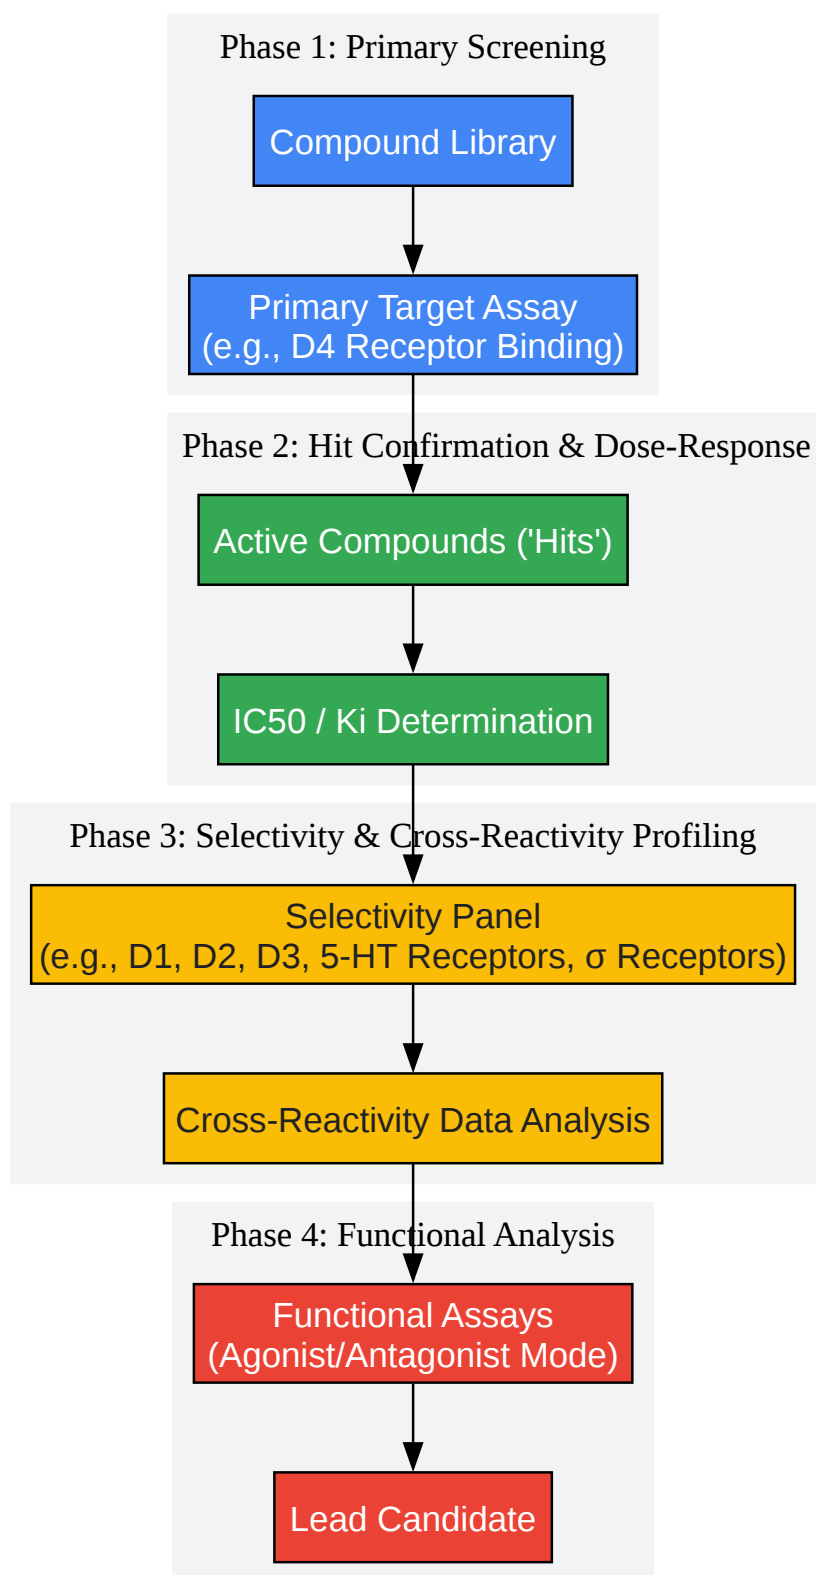 Phase 1: Primary Screening
Compound Library
Primary Target Assay
(e.g., D4 Receptor Binding)
Phase 2: Hit Confirmation & Dose-Response
Active Compounds ('Hits')
IC50 / Ki Determination
Phase 3: Selectivity & Cross-Reactivity Profiling
Selectivity Panel
(e.g., D1, D2, D3, 5-HT Receptors, σ Receptors)
Cross-Reactivity Data Analysis
Phase 4: Functional Analysis
Functional Assays
(Agonist/Antagonist Mode)
Lead Candidate